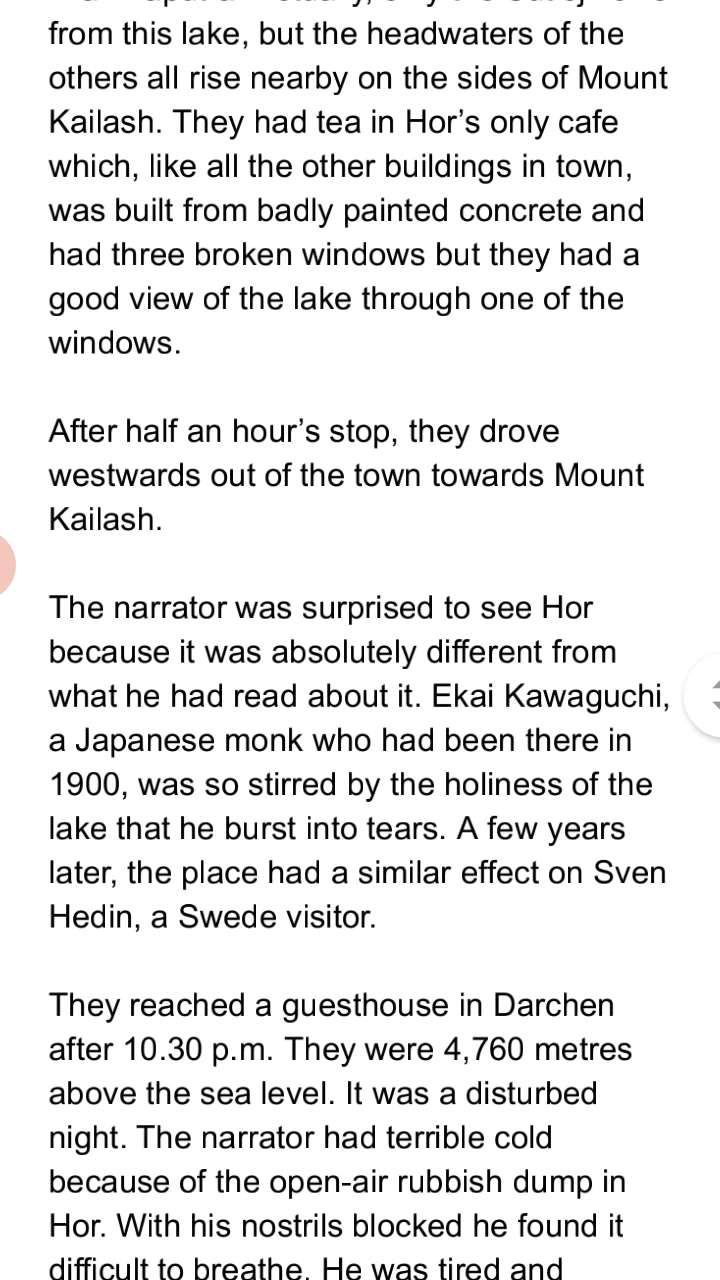 from this lake, but the headwaters of the
others all rise nearby on the sides of Mount
Kailash. They had tea in Hor’s only cafe
which, like all the other buildings in town,
was built from badly painted concrete and
had three broken windows but they had a
good view of the lake through one of the
windows.
After half an hour’s stop, they drove
westwards out of the town towards Mount
Kailash.
The narrator was surprised to see Hor
because it was absolutely different from
what he had read about it. Ekai Kawaguchi,
a Japanese monk who had been there in
1900, was so stirred by the holiness of the
lake that he burst into tears. A few years
later, the place had a similar effect on Sven
Hedin, a Swede visitor.
They reached a guesthouse in Darchen
after 10.30 p.m. They were 4,760 metres
above the sea level. It was a disturbed
night. The narrator had terrible cold
because of the open-air rubbish dump in
Hor. With his nostrils blocked he found it
difficult to breathe. He was tired and